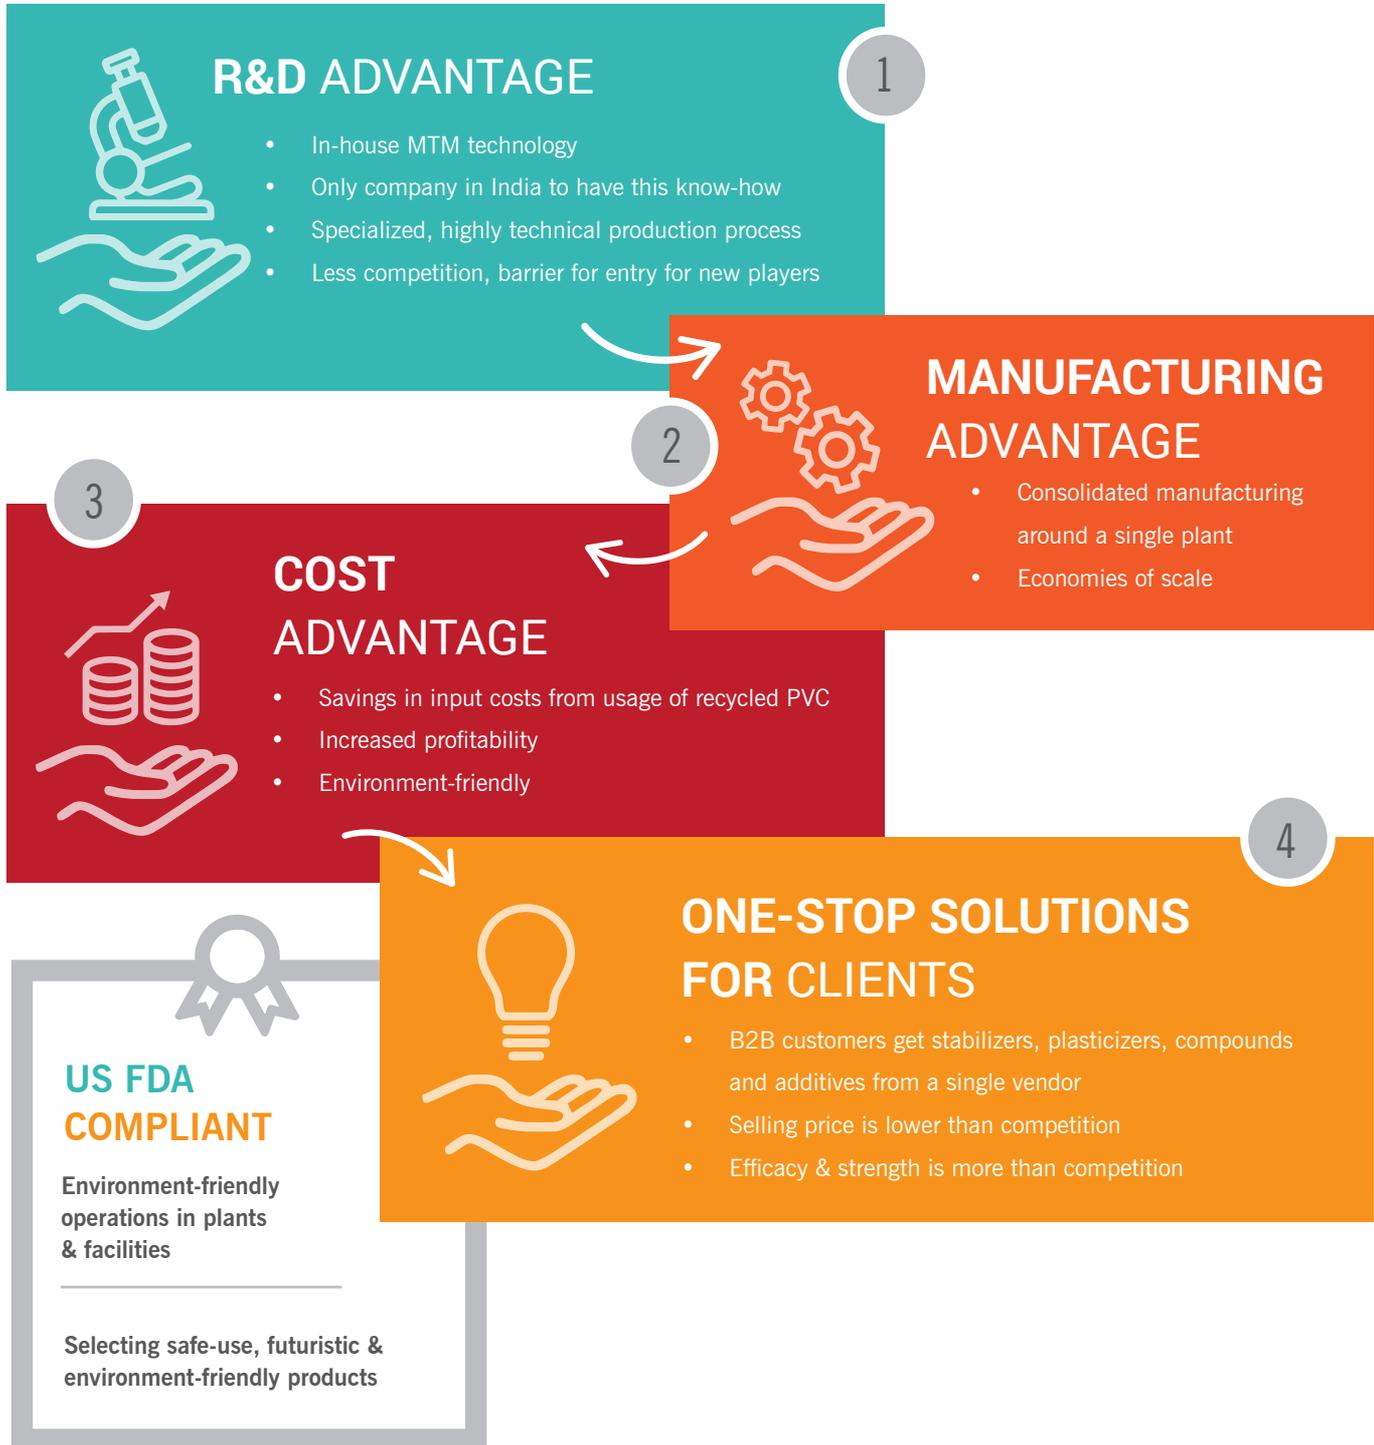 R&D ADVANTAGE
1
• In-house MTM technology
• Only company in India to have this know-how
• Specialized, highly technical production process
• Less competition, barrier for entry for new players
2
MANUFACTURING
ADVANTAGE
• Consolidated manufacturing
around a single plant
• Economies of scale
3
COST
ADVANTAGE
• Savings in input costs from usage of recycled PVC
• Increased profitability
• Environment-friendly
4
ONE-STOP SOLUTIONS
FOR CLIENTS
• B2B customers get stabilizers, plasticizers, compounds
and additives from a single vendor
• Selling price is lower than competition
• Efficacy & strength is more than competition
US FDA
COMPLIANT
Environment-friendly
operations in plants
& facilities
Selecting safe-use, futuristic &
environment-friendly products